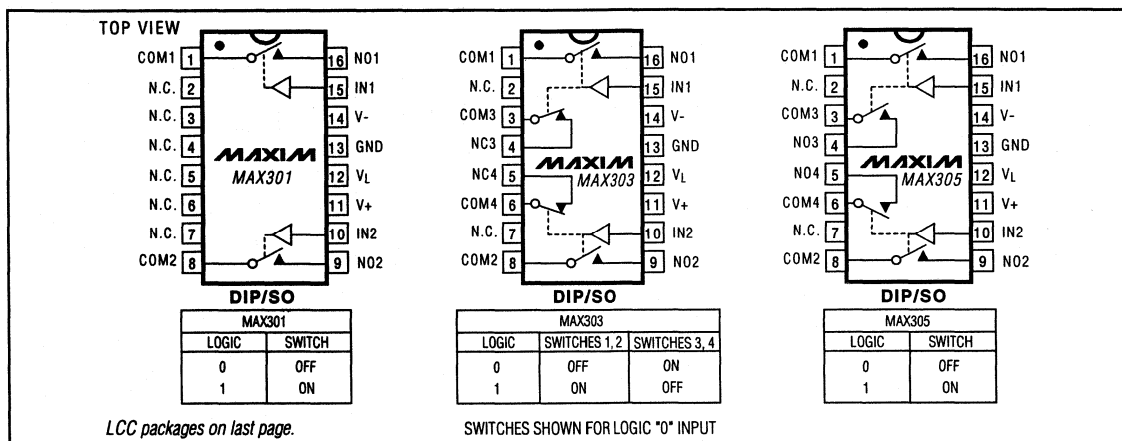 TOP VIEW
COM1 1 16 NO1
N.C. 2 15 IN1
N.C. 3 14 V-
N.C. 4 13 GND
MAXIM
MAX301
N.C. 5 12 VL
N.C. 6 11 V+
N.C. 7 10 IN2
COM2 8 9 NO2
DIP/SO
MAX301
LOGIC SWITCH
0 OFF
1 ON
COM1 1 16 NO1
N.C. 2 15 IN1
COM3 3 14 V-
NC3 4 13 GND
MAXIM
MAX303
NC4 5 12 VL
COM4 6 11 V+
N.C. 7 10 IN2
COM2 8 9 NO2
DIP/SO
MAX303
LOGIC SWITCHES 1, 2 SWITCHES 3, 4
0 OFF ON
1 ON OFF
COM1 1 16 NO1
N.C. 2 15 IN1
COM3 3 14 V-
NO3 4 13 GND
MAXIM
MAX305
NO4 5 12 VL
COM4 6 11 V+
N.C. 7 10 IN2
COM2 8 9 NO2
DIP/SO
MAX305
LOGIC SWITCH
0 OFF
1 ON
LCC packages on last page.
SWITCHES SHOWN FOR LOGIC "0" INPUT